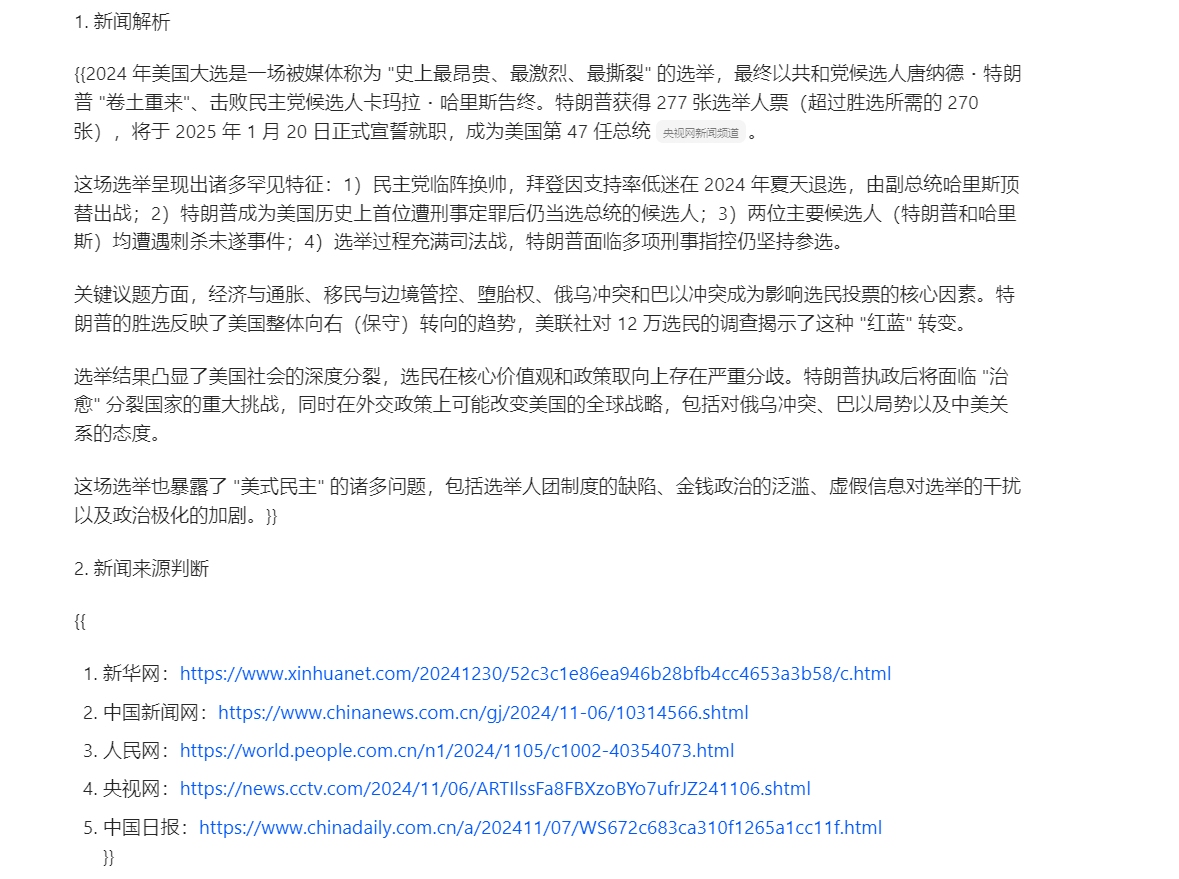 1. 新闻解析
{{2024 年美国大选是一场被媒体称为 "史上最昂贵、最激烈、最撕裂" 的选举，最终以共和党候选人唐纳德・特朗
普 "卷土重来"、击败民主党候选人卡玛拉・哈里斯告终。特朗普获得 277 张选举人票（超过胜选所需的 270
张），将于 2025 年 1 月 20 日正式宣誓就职，成为美国第 47 任总统 央视网新闻频道 。
这场选举呈现出诸多罕见特征：1）民主党临阵换帅，拜登因支持率低迷在 2024 年夏天退选，由副总统哈里斯顶
替出战；2）特朗普成为美国历史上首位遭刑事定罪后仍当选总统的候选人；3）两位主要候选人（特朗普和哈里
斯）均遭遇刺杀未遂事件；4）选举过程充满司法战，特朗普面临多项刑事指控仍坚持参选。
关键议题方面，经济与通胀、移民与边境管控、堕胎权、俄乌冲突和巴以冲突成为影响选民投票的核心因素。特
朗普的胜选反映了美国整体向右（保守）转向的趋势，美联社对 12 万选民的调查揭示了这种 "红蓝" 转变。
选举结果凸显了美国社会的深度分裂，选民在核心价值观和政策取向上存在严重分歧。特朗普执政后将面临 "治
愈" 分裂国家的重大挑战，同时在外交政策上可能改变美国的全球战略，包括对俄乌冲突、巴以局势以及中美关
系的态度。
这场选举也暴露了 "美式民主" 的诸多问题，包括选举人团制度的缺陷、金钱政治的泛滥、虚假信息对选举的干扰
以及政治极化的加剧。}}
2. 新闻来源判断
{{
1. 新华网：https://www.xinhuanet.com/20241230/52c3c1e86ea946b28bfb4cc4653a3b58/c.html
2. 中国新闻网：https://www.chinanews.com.cn/gj/2024/11-06/10314566.shtml
3. 人民网：https://world.people.com.cn/n1/2024/1105/c1002-40354073.html
4. 央视网：https://news.cctv.com/2024/11/06/ARTIlssFa8FBXzoBYo7ufrJZ241106.shtml
5. 中国日报：https://www.chinadaily.com.cn/a/202411/07/WS672c683ca310f1265a1cc11f.html
}}